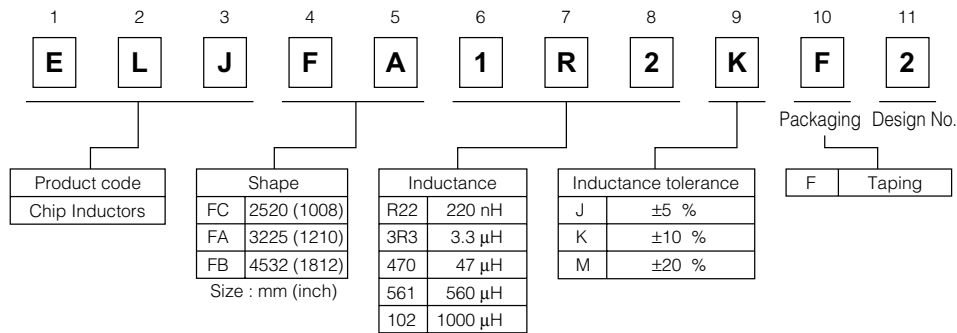 1 2 3 4 5 6 7 8 9 10 11
E L J F A 1 R 2 K F 2
Packaging Design No.
Product code
Chip Inductors
Shape
FC 2520 (1008)
FA 3225 (1210)
FB 4532 (1812)
Size : mm (inch)
Inductance
R22 220 nH
3R3 3.3 μH
470 47 μH
561 560 μH
102 1000 μH
Inductance tolerance
J ±5 %
K ±10 %
M ±20 %
F Taping